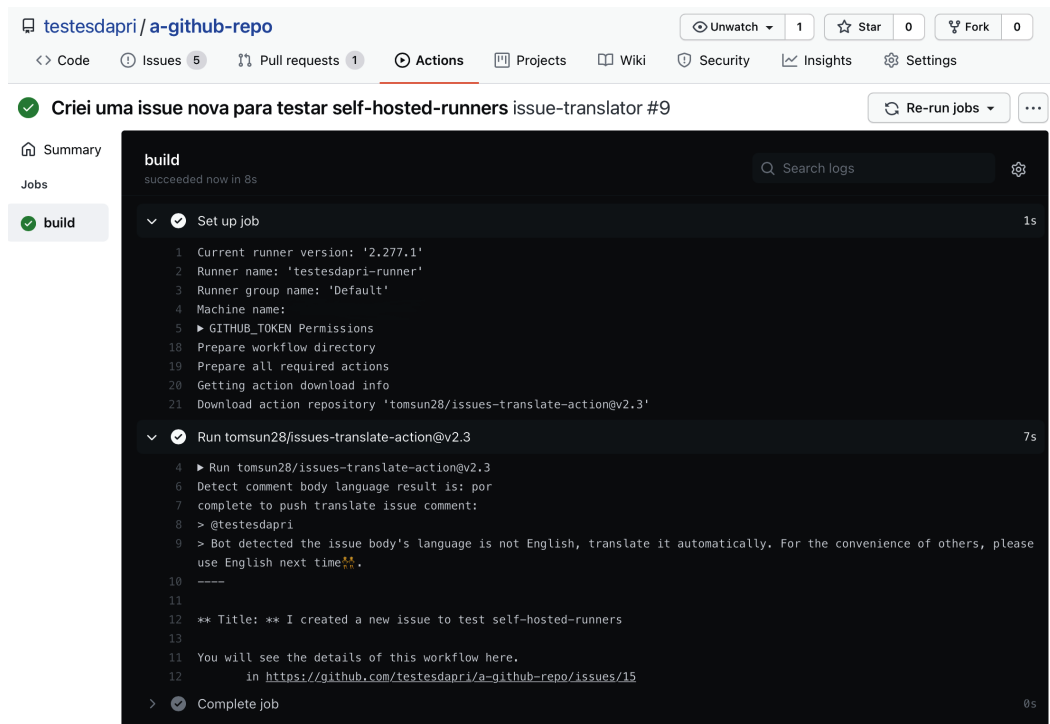 testesdapri / a-github-repo
Unwatch 1 Star 0 Fork 0
Code Issues 5 Pull requests 1 Actions Projects Wiki Security Insights Settings
Criei uma issue nova para testar self-hosted-runners issue-translator #9 Re-run jobs
Summary
Jobs
build
build
succeeded now in 8s
Search logs
Set up job 1s
1 Current runner version: '2.277.1'
2 Runner name: 'testesdapri-runner'
3 Runner group name: 'Default'
4 Machine name:
5 ▶ GITHUB_TOKEN Permissions
18 Prepare workflow directory
19 Prepare all required actions
20 Getting action download info
21 Download action repository 'tomsun28/issues-translate-action@v2.3'
Run tomsun28/issues-translate-action@v2.3 7s
4 ▶ Run tomsun28/issues-translate-action@v2.3
6 Detect comment body language result is: por
7 complete to push translate issue comment:
8 > @testesdapri
9 > Bot detected the issue body's language is not English, translate it automatically. For the convenience of others, please
use English next time👯.
10 ----
11
12 ** Title: ** I created a new issue to test self-hosted-runners
13
11 You will see the details of this workflow here.
12 in https://github.com/testesdapri/a-github-repo/issues/15
Complete job 0s